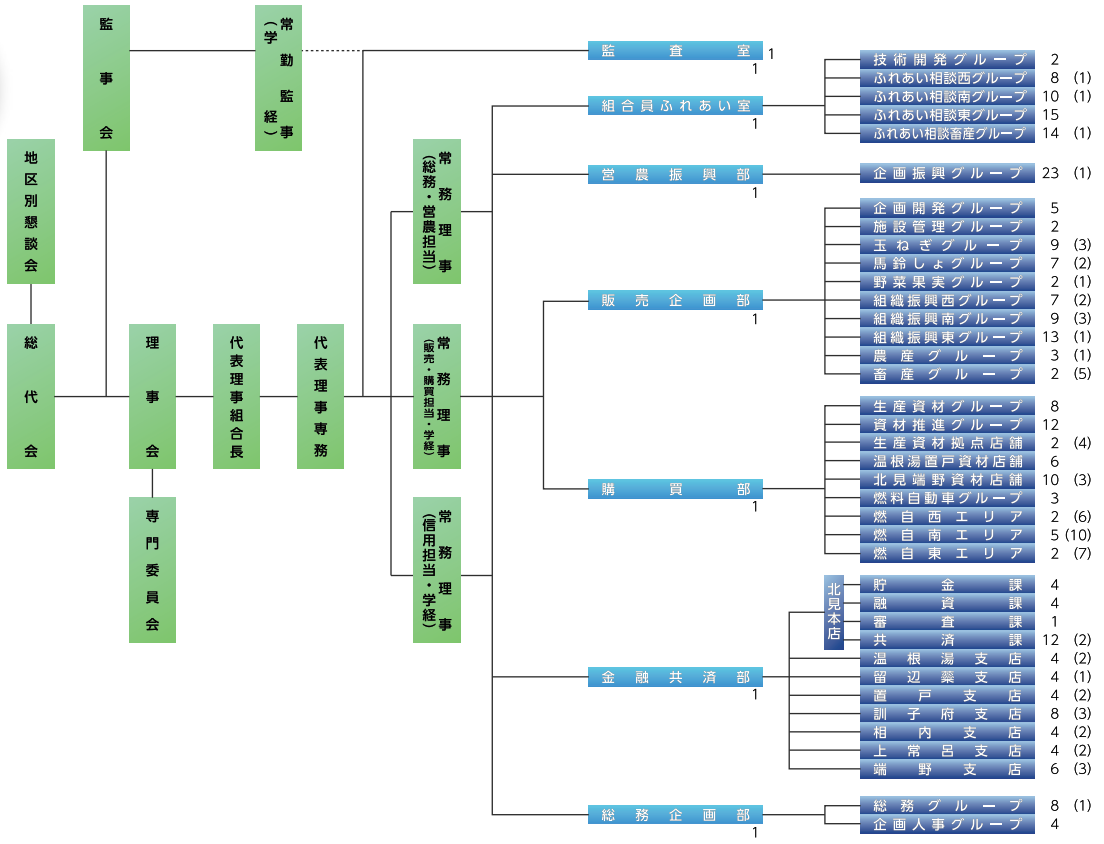 監事会
常勤監事
(学経)
地区別懇談会
総代会
理事会
専門委員会
代表理事組合長
代表理事専務
常務理事
(総務・営農担当)
常務理事
(販売・購買担当・学経)
常務理事
(信用担当・学経)
監査室 1
1
組合員ふれあい室
1
技術開発グループ 2
ふれあい相談西グループ 8 (1)
ふれあい相談南グループ 10 (1)
ふれあい相談東グループ 15
ふれあい相談畜産グループ 14 (1)
営農振興部
1
企画振興グループ 23 (1)
販売企画部
1
企画開発グループ 5
施設管理グループ 2
玉ねぎグループ 9 (3)
馬鈴しょグループ 7 (2)
野菜果実グループ 2 (1)
組織振興西グループ 7 (2)
組織振興南グループ 9 (3)
組織振興東グループ 13 (1)
農産グループ 3 (1)
畜産グループ 2 (5)
購買部
1
生産資材グループ 8
資材推進グループ 12
生産資材拠点店舗 2 (4)
温根湯置戸資材店舗 6
北見端野資材店舗 10 (3)
燃料自動車グループ 3
燃自西エリア 2 (6)
燃自南エリア 5 (10)
燃自東エリア 2 (7)
金融共済部
1
北見本店
貯金課 4
融資課 4
審査課 1
共済課 12 (2)
温根湯支店 4 (2)
留辺蘂支店 4 (1)
置戸支店 4 (2)
訓子府支店 8 (3)
相内支店 4 (2)
上常呂支店 4 (2)
端野支店 6 (3)
総務企画部
1
総務グループ 8 (1)
企画人事グループ 4